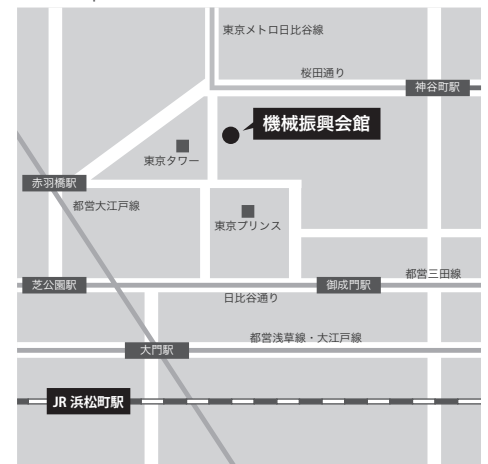 東京メトロ日比谷線
桜田通り
神谷町駅
機械振興会館
東京タワー
赤羽橋駅
都営大江戸線
東京プリンス
都営三田線
芝公園駅
御成門駅
日比谷通り
都営浅草線・大江戸線
大門駅
JR 浜松町駅